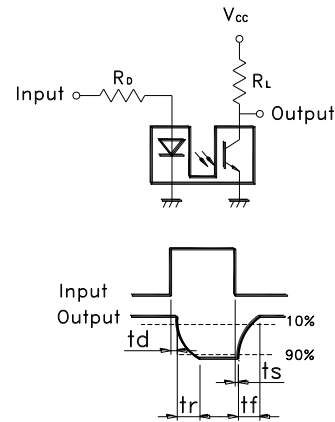 Vcc
RD
Input
RL
Output
Input
Output
10%
td
90%
ts
tr
tf